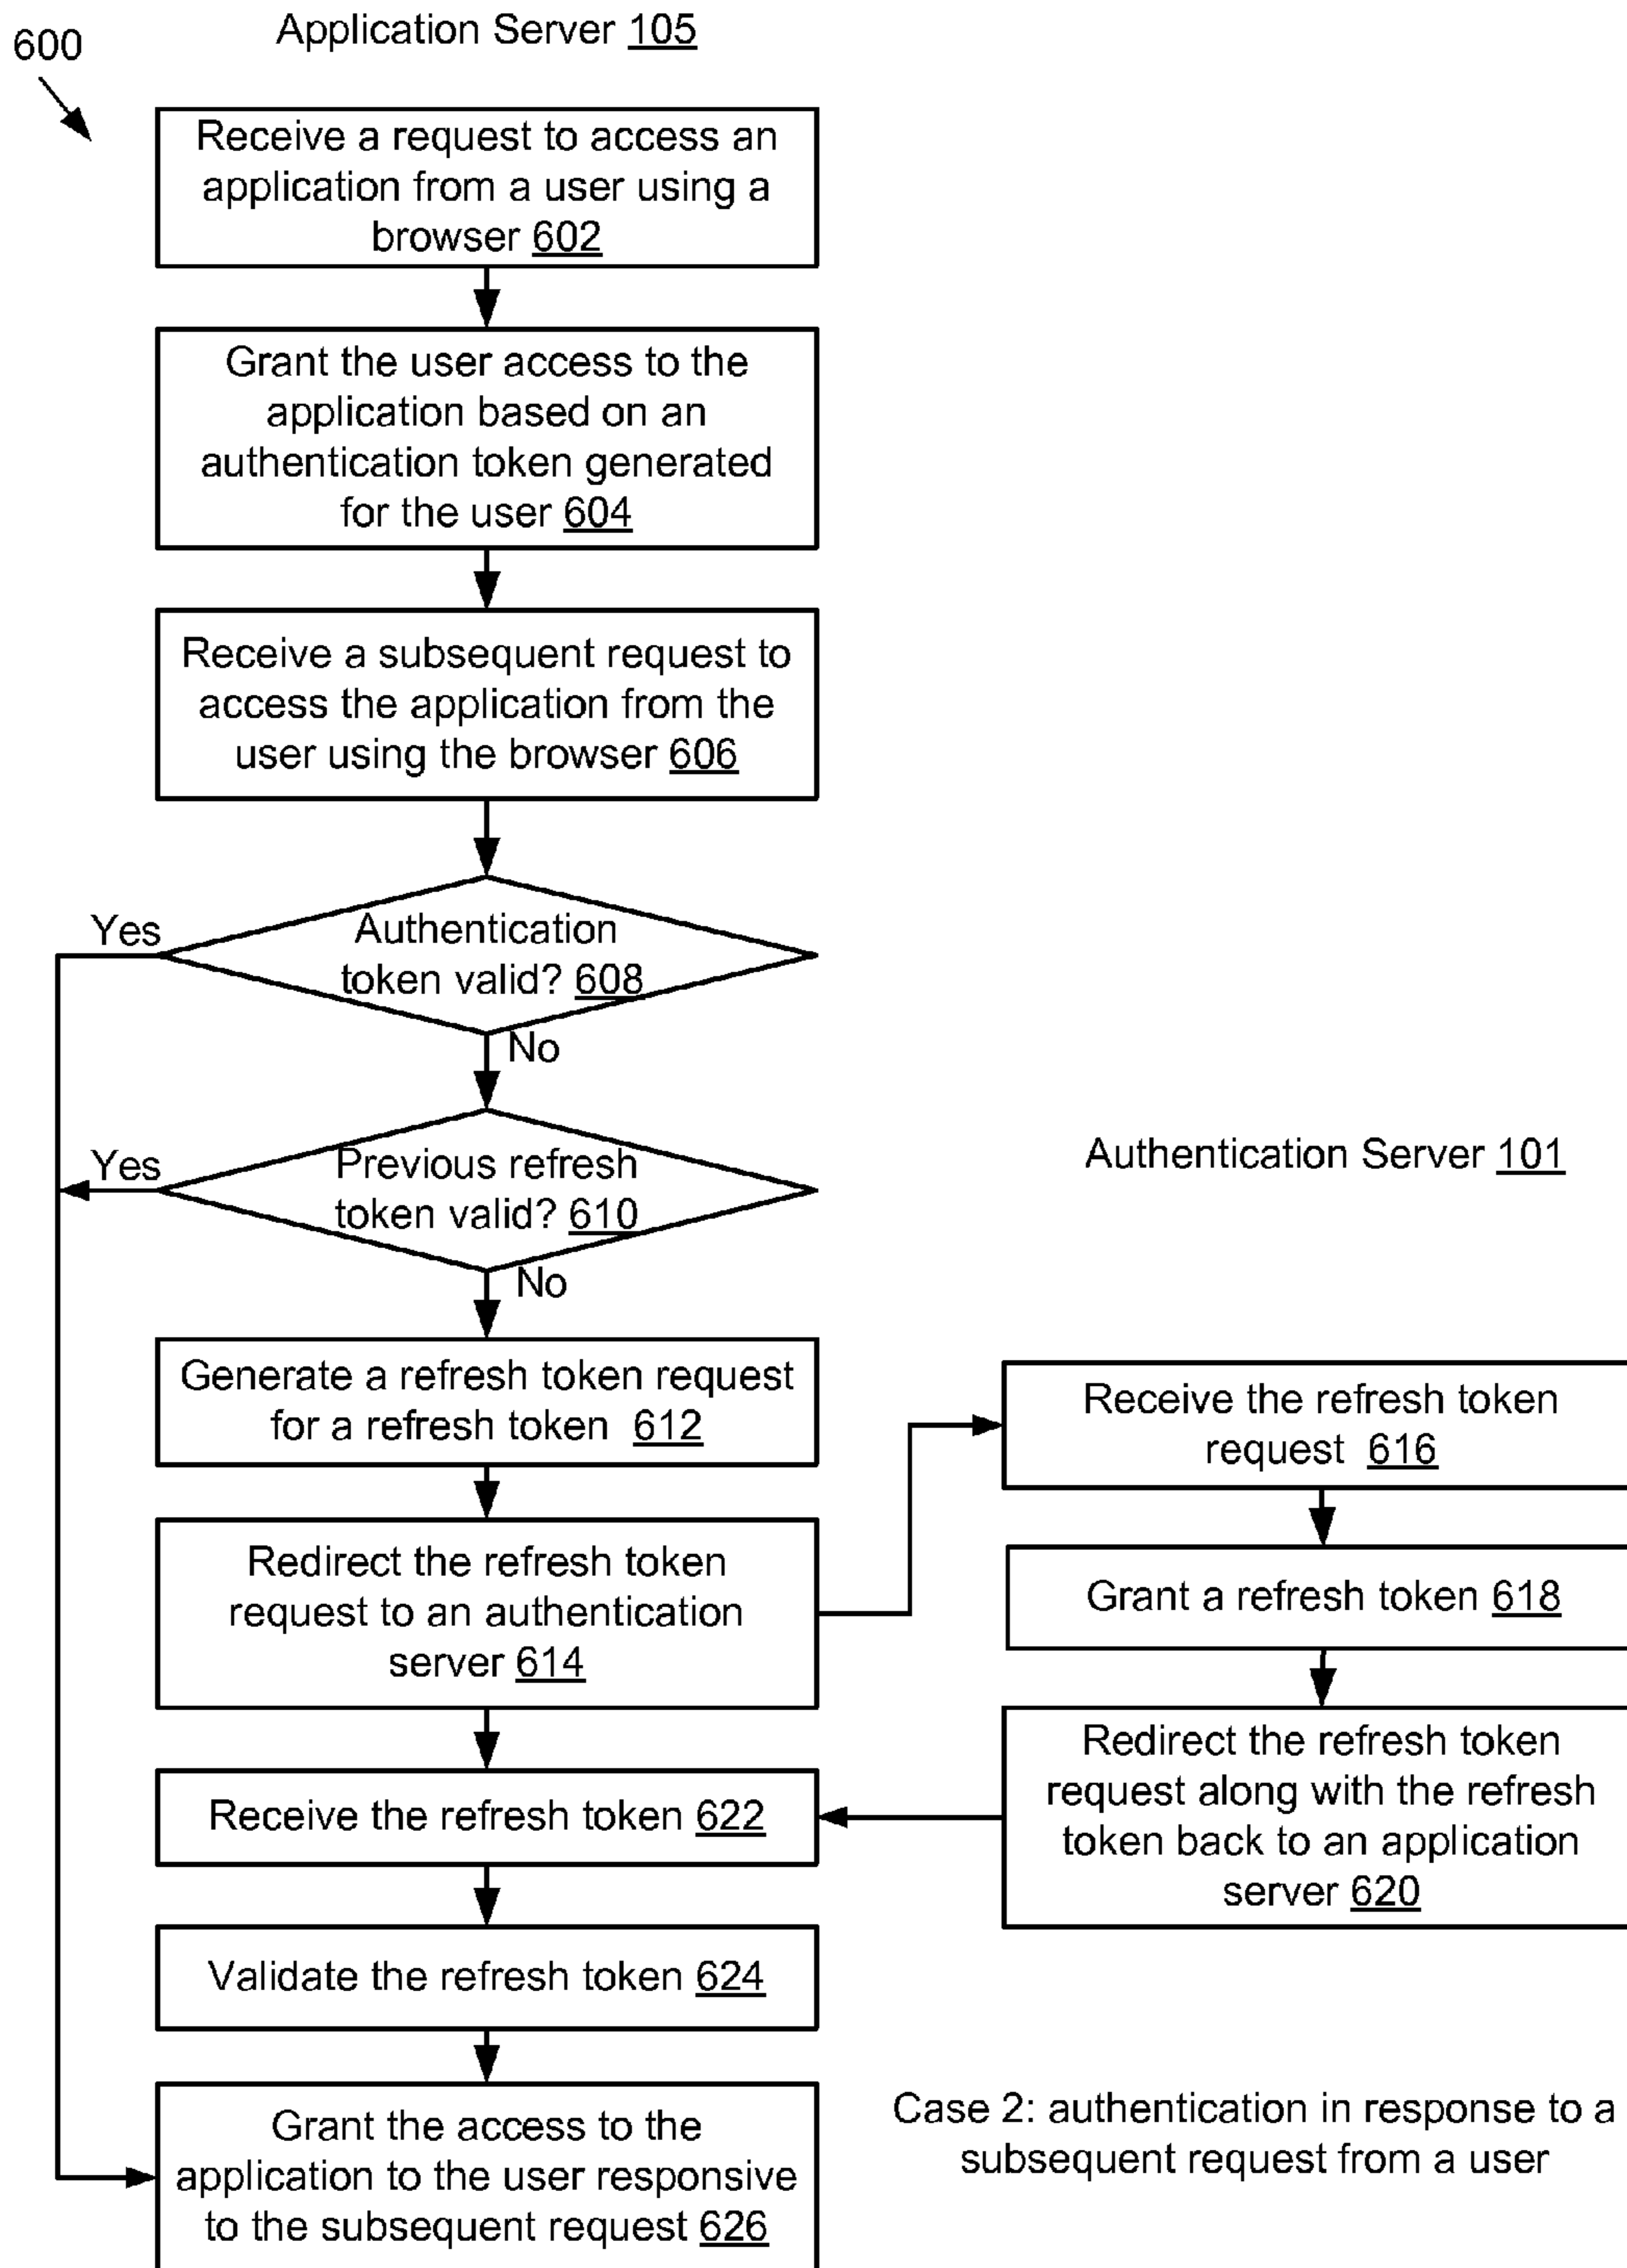 Application Server 105
600
Receive a request to access an
application from a user using a
browser 602
Grant the user access to the
application based on an
authentication token generated
for the user 604
Receive a subsequent request to
access the application from the
user using the browser 606
Yes
Authentication
token valid? 608
No
Yes
Previous refresh
token valid? 610
No
Authentication Server 101
Generate a refresh token request
for a refresh token 612
Redirect the refresh token
request to an authentication
server 614
Receive the refresh token
request 616
Grant a refresh token 618
Redirect the refresh token
request along with the refresh
token back to an application
server 620
Receive the refresh token 622
Validate the refresh token 624
Grant the access to the
application to the user responsive
to the subsequent request 626
Case 2: authentication in response to a
subsequent request from a user